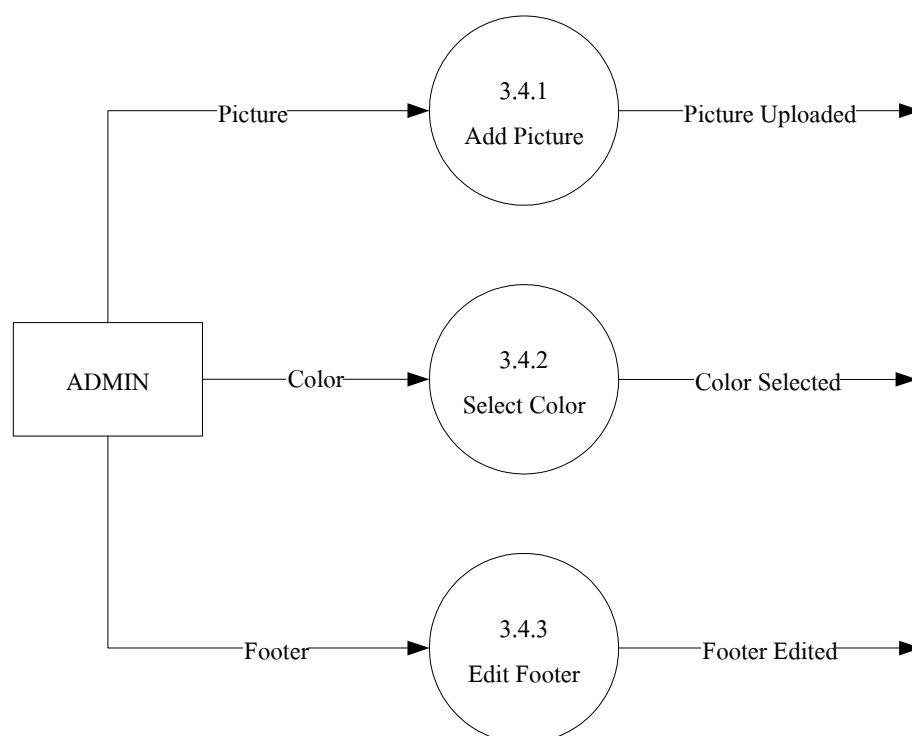 3.4.1
Add Picture
Picture
Picture Uploaded
ADMIN
Color
3.4.2
Select Color
Color Selected
Footer
3.4.3
Edit Footer
Footer Edited